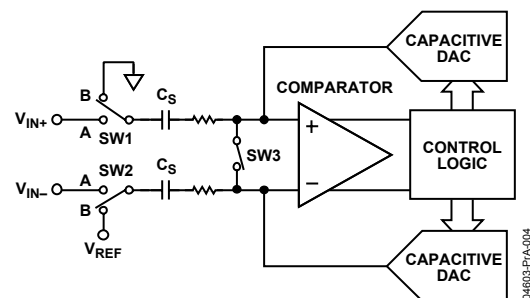 CAPACITIVE
DAC
COMPARATOR
B
CS
VIN+
A
SW1
+
SW3
CONTROL
LOGIC
VIN–
A
SW2
CS
–
B
VREF
CAPACITIVE
DAC
04603-PrA-004